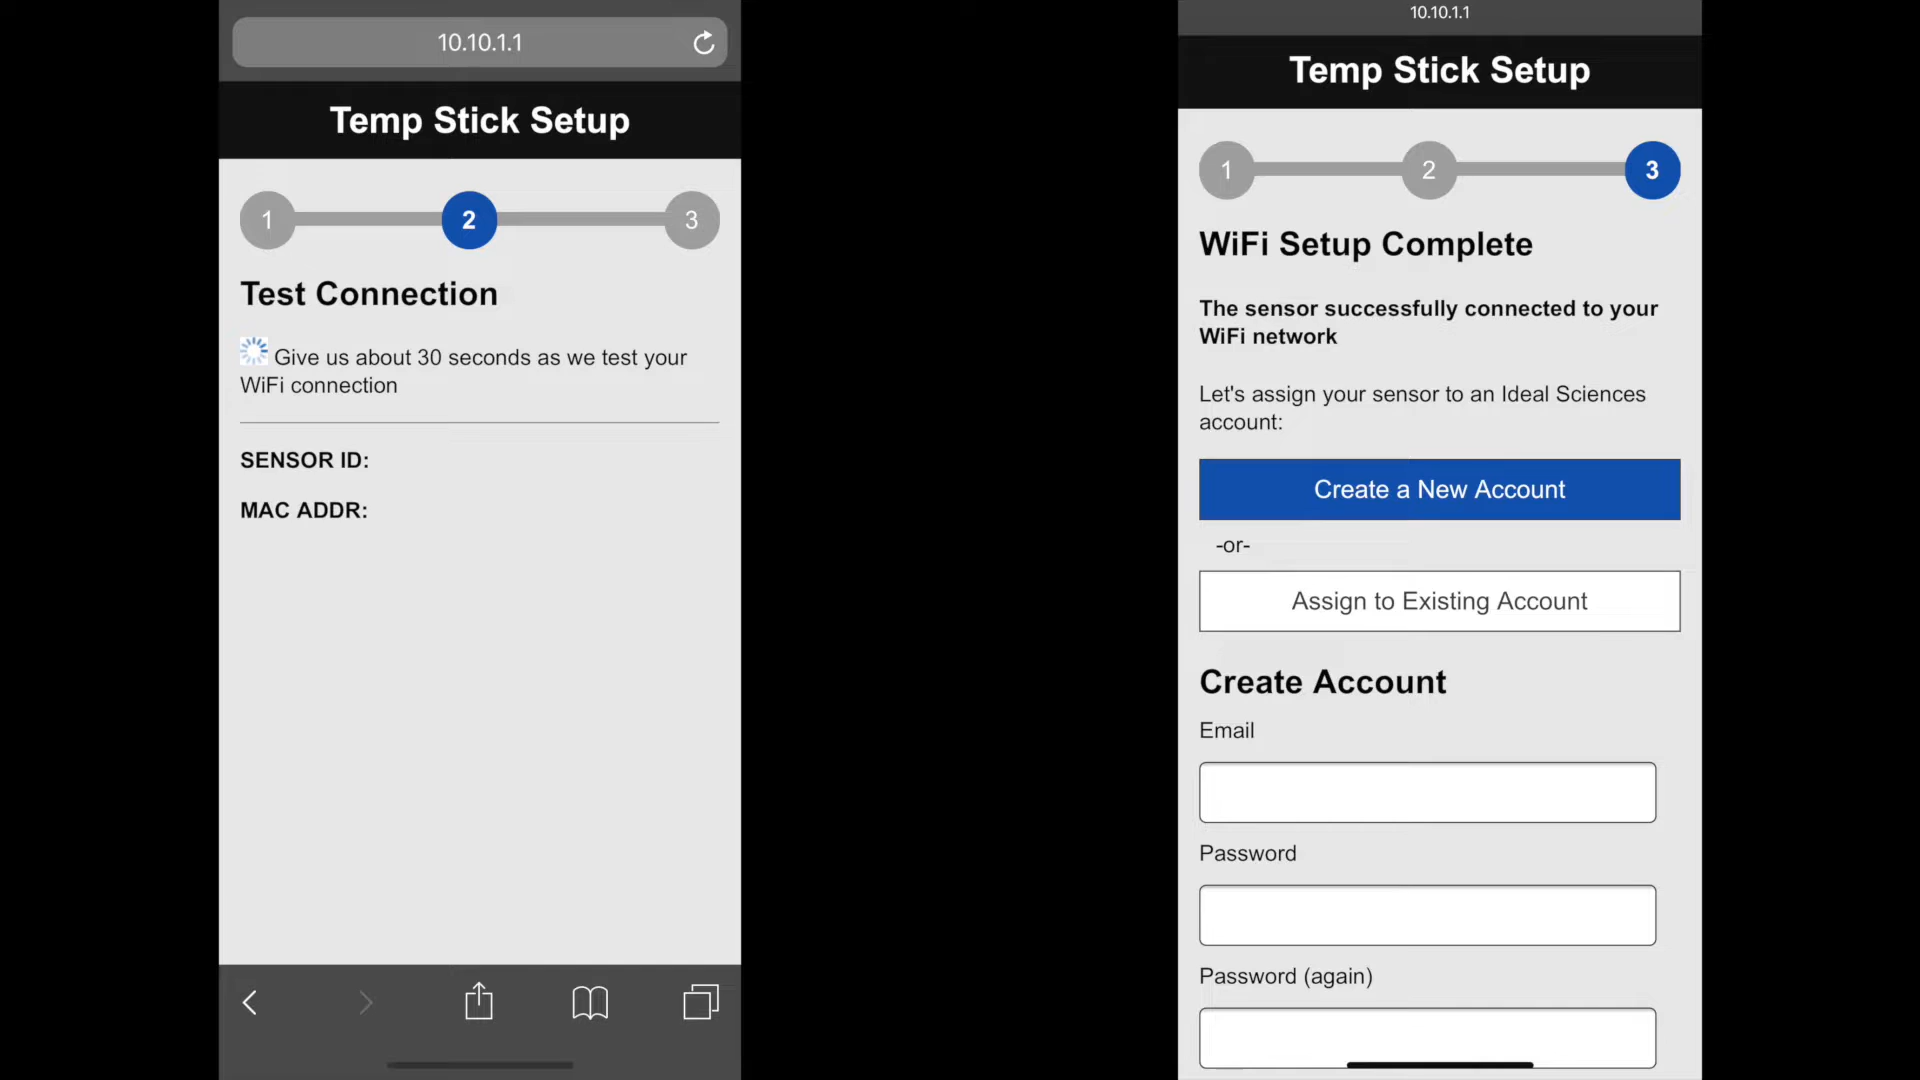 10.10.1.1
Temp Stick Setup
1
2
3
Test Connection
Give us about 30 seconds as we test your
WiFi connection
SENSOR ID:
MAC ADDR:
10.10.1.1
Temp Stick Setup
1
2
3
WiFi Setup Complete
The sensor successfully connected to your
WiFi network
Let's assign your sensor to an Ideal Sciences
account:
Create a New Account
-or-
Assign to Existing Account
Create Account
Email
Password
Password (again)